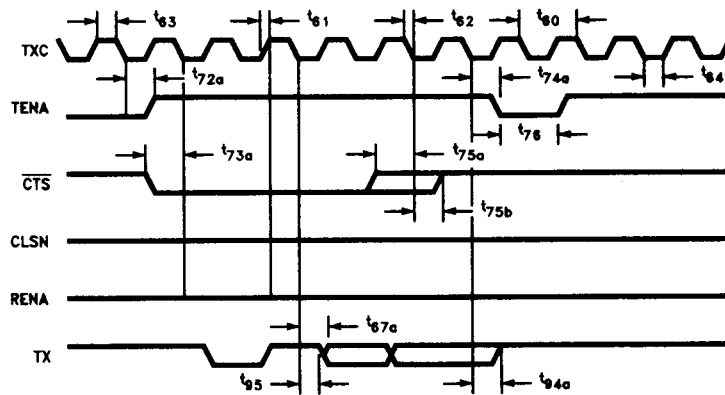 t63 t61 t62 t60
TXC
t72a t74a t64
TENA
t76
t73a t75a
CTS
t75b
CLSN
RENA
t67a
TX
t95 t94a